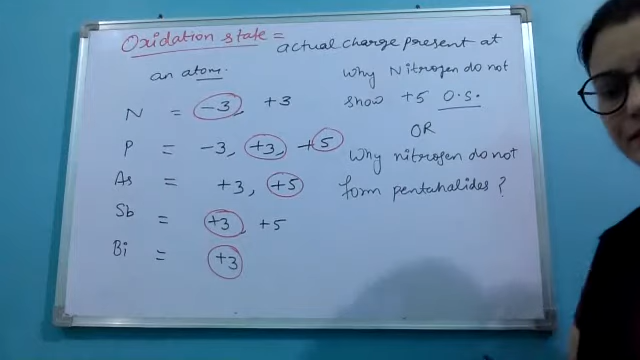 Oxidation state = actual charge present at
an atom.
N = -3, +3
P = -3, +3, +5
As = +3, +5
Sb = +3, +5
Bi = +3
Why Nitrogen do not
show +5 O.S.
OR
Why nitrogen do not
form pentahalides?